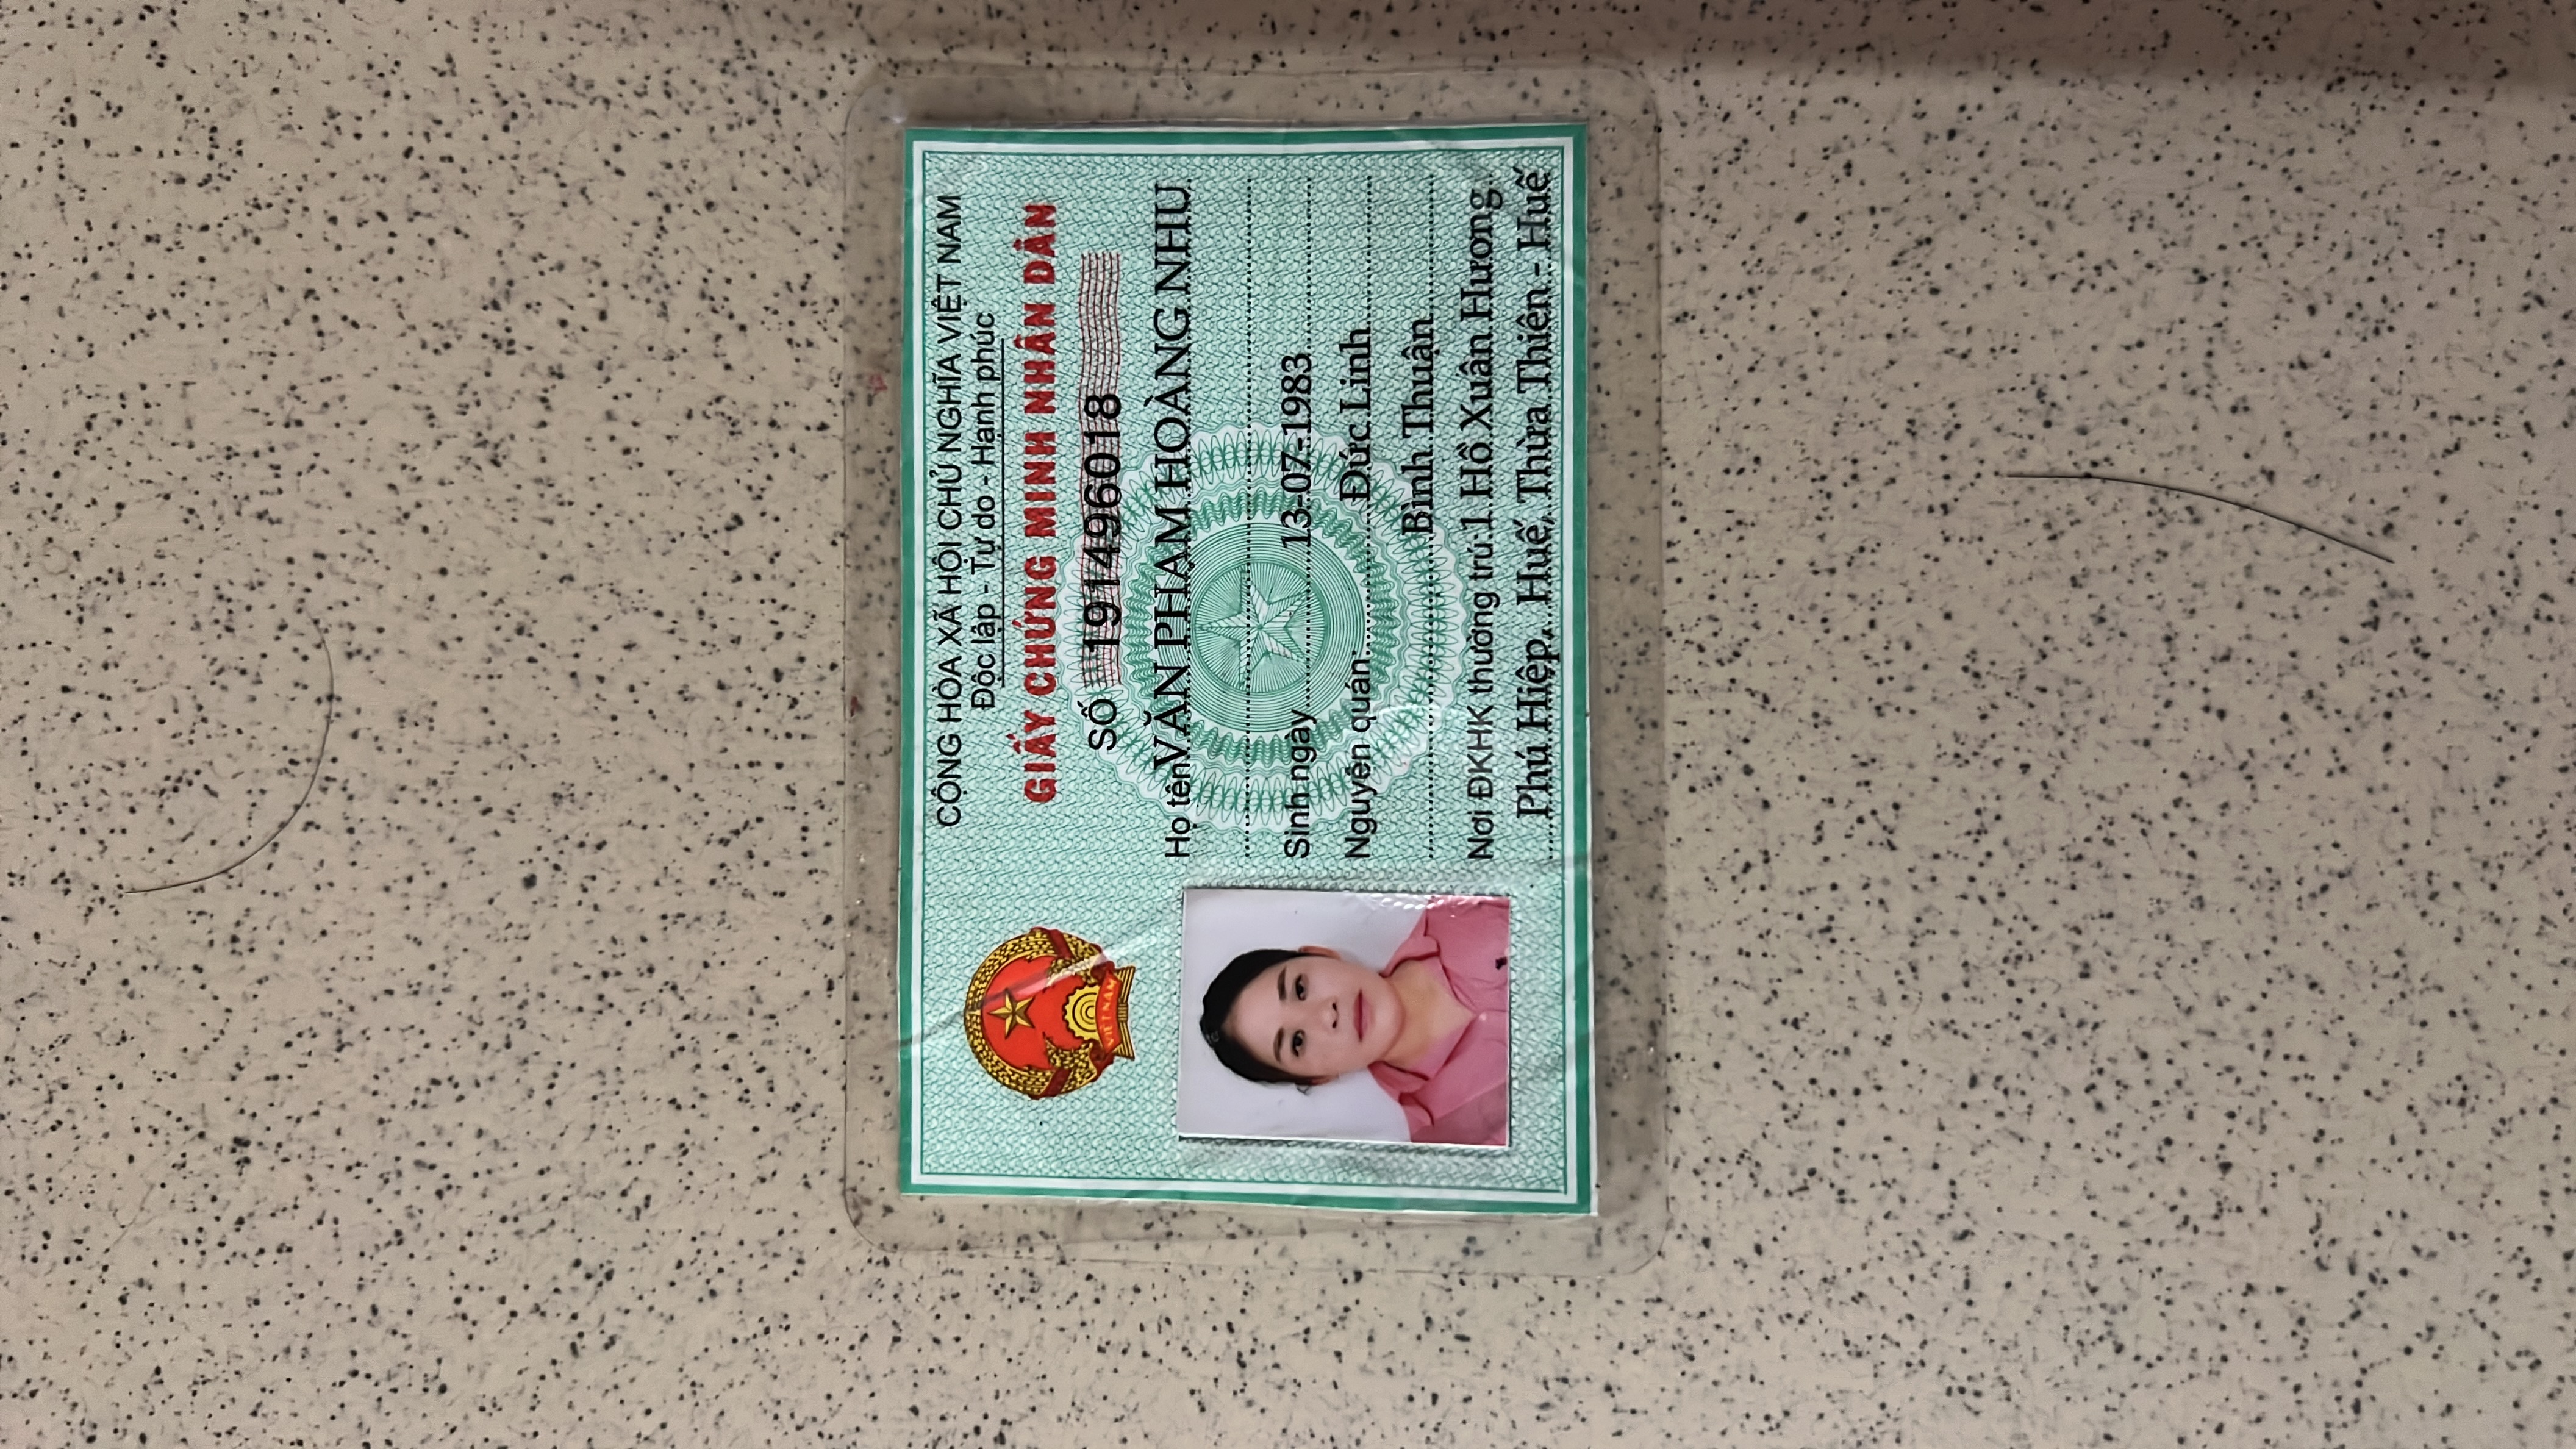 CỘNG HÒA XÃ HỘI CHỦ NGHĨA VIỆT NAM
Độc lập - Tự do - Hạnh phúc
GIẤY CHỨNG MINH NHÂN DÂN
SỐ 191496018
VIỆT NAM
Họ tên VĂN PHẠM HOÀNG NHU
Sinh ngày 13-07-1983
Nguyên quán: Đức Linh
Bình Thuận
Nơi ĐKHK thường trú: 1 Hồ Xuân Hương
Phú Hiệp, Huế, Thừa Thiên - Huế